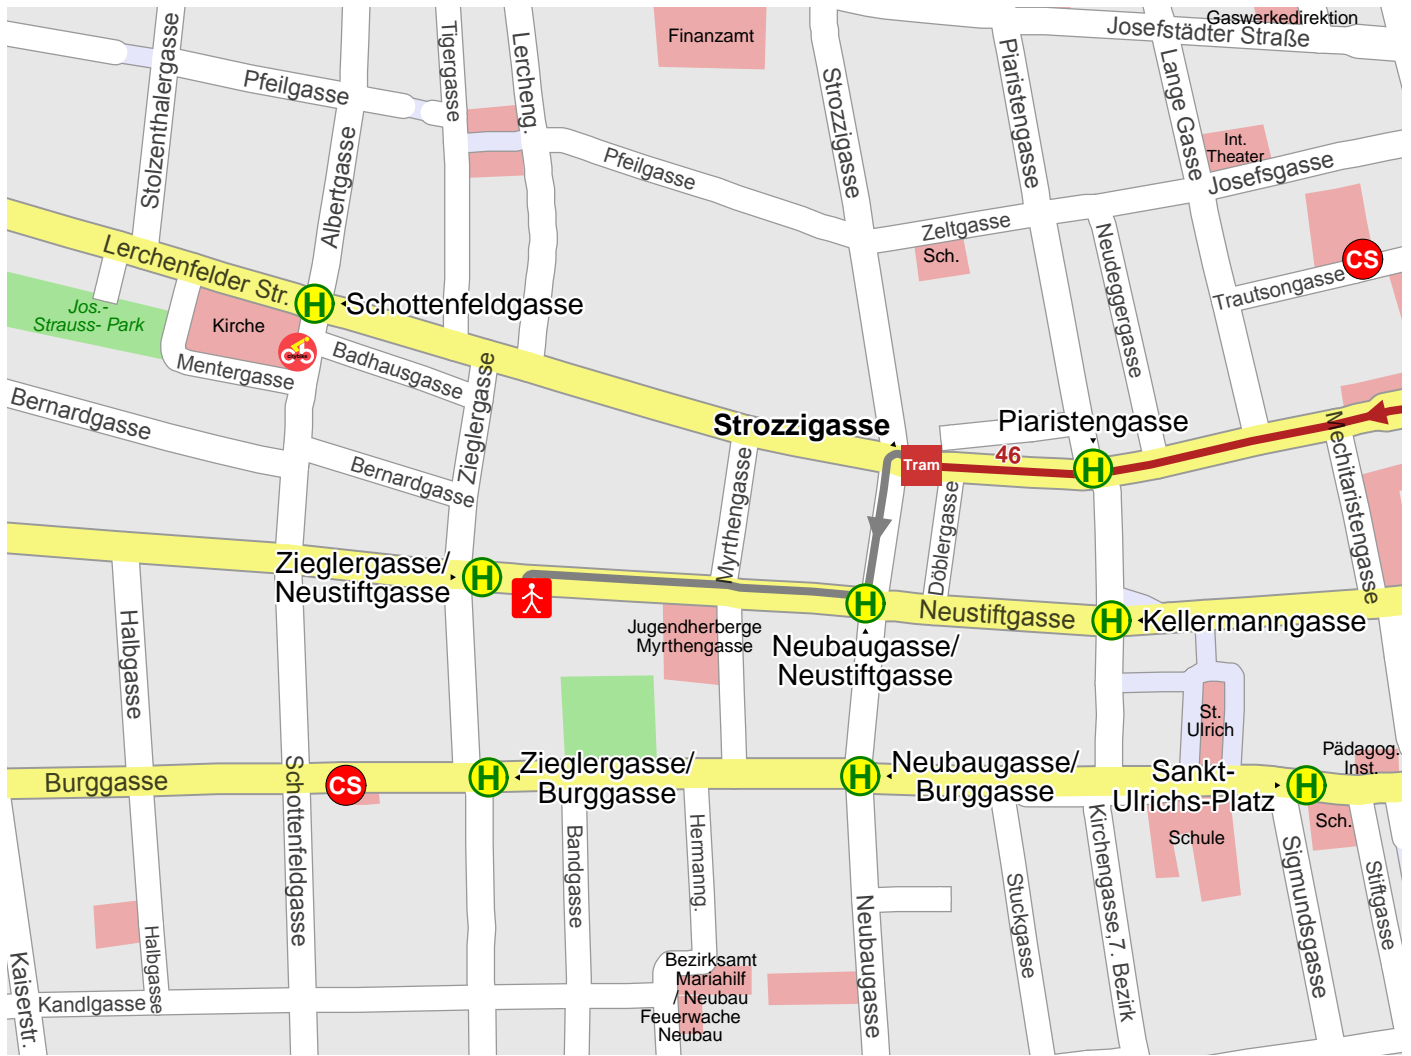 Gaswerkedirektion
Josefstädter Straße
Finanzamt
Stolzenthalergasse
Pfeilgasse
Albertgasse
Tigergasse
Lercheng.
Pfeilgasse
Strozzigasse
Piaristengasse
Lange Gasse
Int.
Theater
Josefsgasse
Zeltgasse
Sch.
Neudeggergasse
CS
Trautsongasse
Lerchenfelder Str.
H
Schottenfeldgasse
Jos.-
Strauss- Park
Kirche
citybike
Mentergasse
Badhausgasse
Zieglergasse
Bernardgasse
Bernardgasse
Strozzigasse
Tram
46
Piaristengasse
H
Mechitaristengasse
Myrthengasse
Döblergasse
Zieglergasse/
Neustiftgasse
H
H
Neubaugasse/
Neustiftgasse
Neustiftgasse
H
Kellermanngasse
Jugendherberge
Myrthengasse
Halbgasse
St.
Ulrich
Pädagog.
Inst.
Burggasse
Schottenfeldgasse
CS
H
Zieglergasse/
Burggasse
H
Neubaugasse/
Burggasse
Sankt-
Ulrichs-Platz
H
Sch.
Schule
Bandgasse
Hermanng.
Neubaugasse
Stuckgasse
Kirchengasse,7. Bezirk
Sigmundsgasse
Stiftgasse
Halbgasse
Kaiserstr.
Kandlgasse
Bezirksamt
Mariahilf
/ Neubau
Feuerwache
Neubau